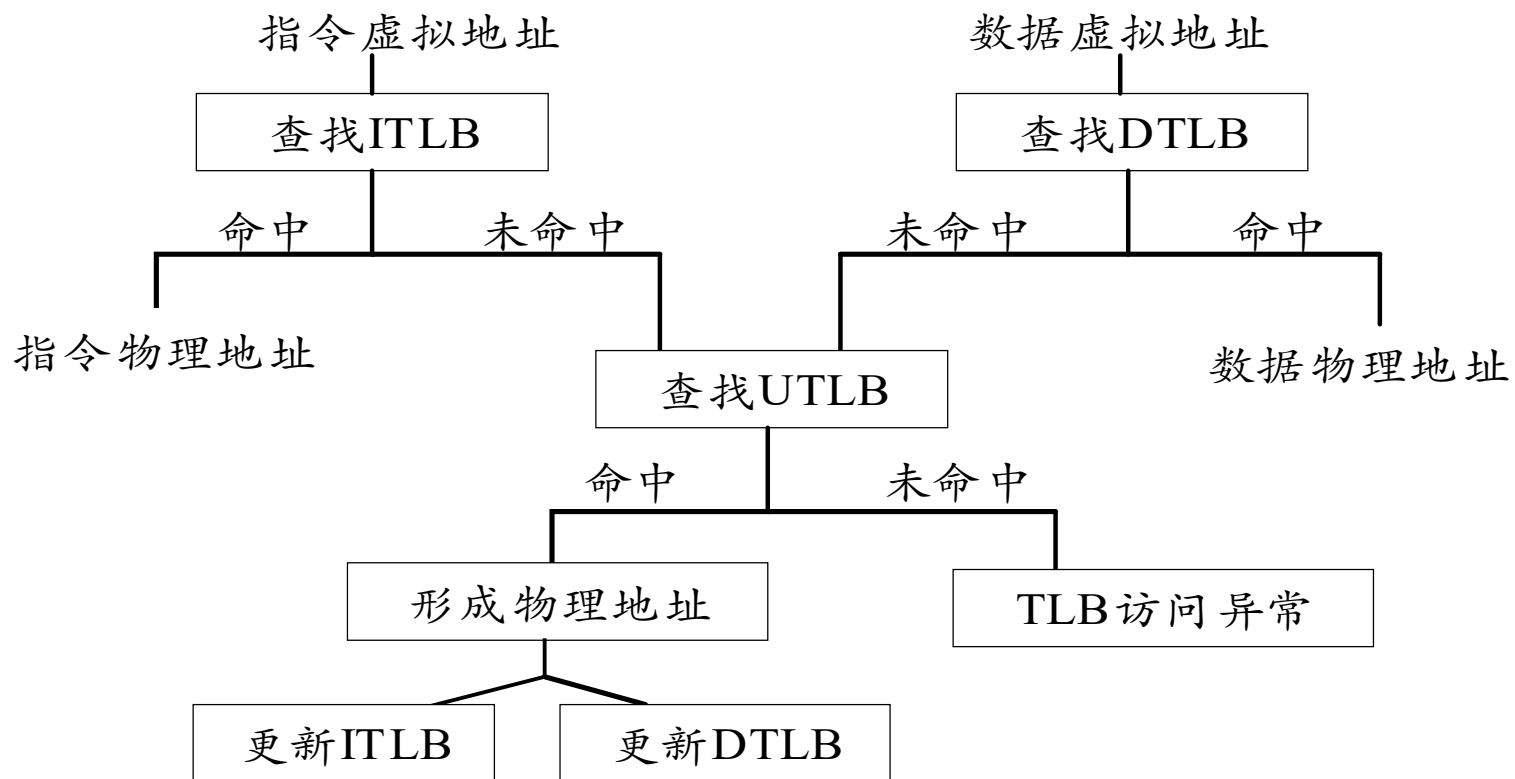 指令虚拟地址
数据虚拟地址
查找ITLB
查找DTLB
命中
未命中
未命中
命中
指令物理地址
数据物理地址
查找UTLB
命中
未命中
形成物理地址
TLB访问异常
更新ITLB
更新DTLB